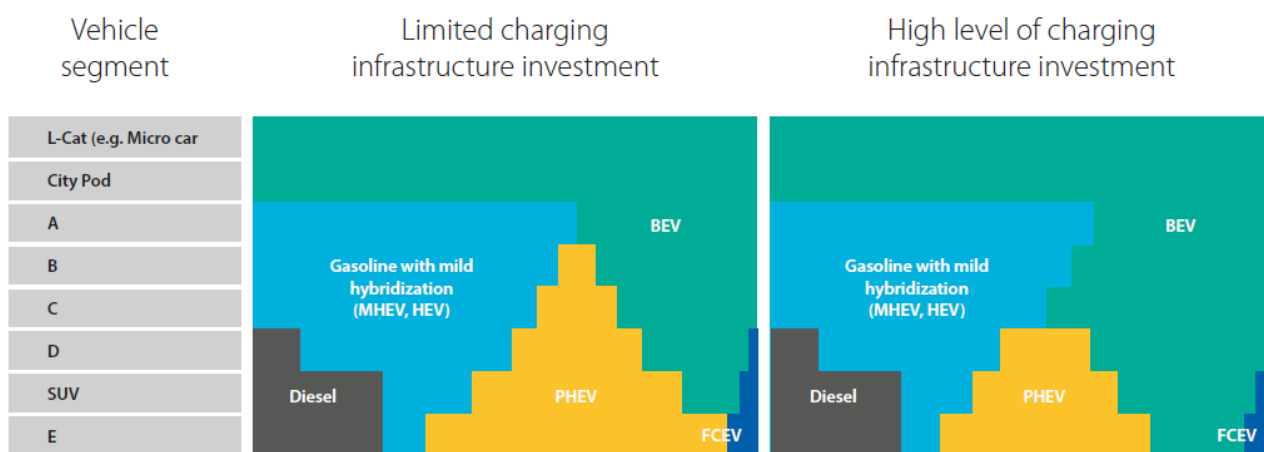 Vehicle
segment
Limited charging
infrastructure investment
High level of charging
infrastructure investment
L-Cat (e.g. Micro car
City Pod
A
B
C
D
SUV
E
BEV
Gasoline with mild
hybridization
(MHEV, HEV)
Diesel
PHEV
FCEV
BEV
Gasoline with mild
hybridization
(MHEV, HEV)
Diesel
PHEV
FCEV